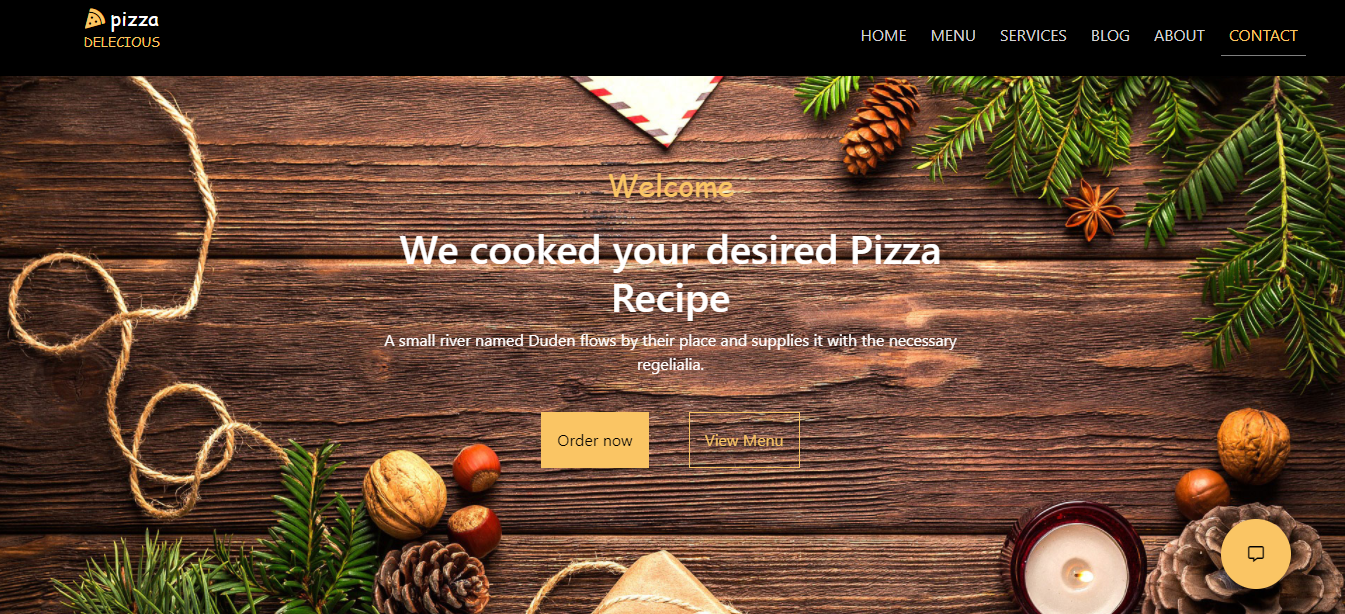 pizza
DELECIOUS
HOME MENU SERVICES BLOG ABOUT CONTACT
Welcome
We cooked your desired Pizza
Recipe
A small river named Duden flows by their place and supplies it with the necessary
regelialia.
Order now View Menu